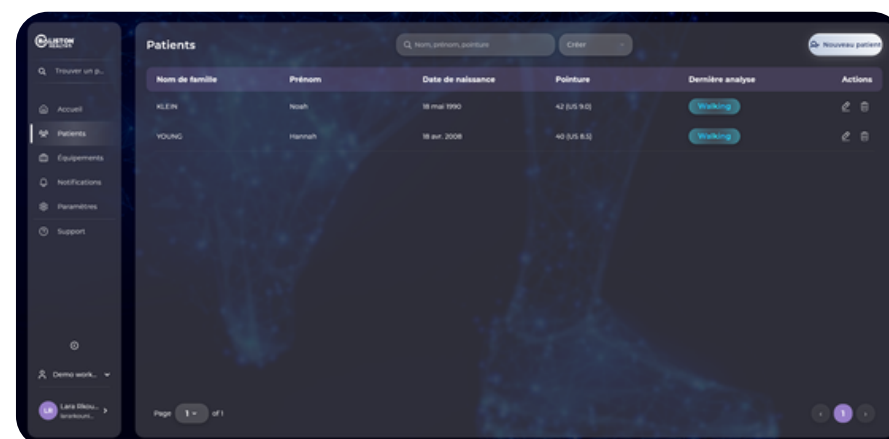 BALISTON
HEALTH
Trouver un p...
Accueil
Patients
Équipements
Notifications
Paramètres
Support
Demo work...
LR
Lara Rkou...
Patients
Nom, prénom, pointure
Créer
Nouveau patient
Nom de famille Prénom Date de naissance Pointure Dernière analyse Actions
KLEIN Noah 18 mai 1990 42 (US 9.0) Walking
YOUNG Hannah 18 avr. 2008 40 (US 8.5) Walking
Page 1 of 1
1